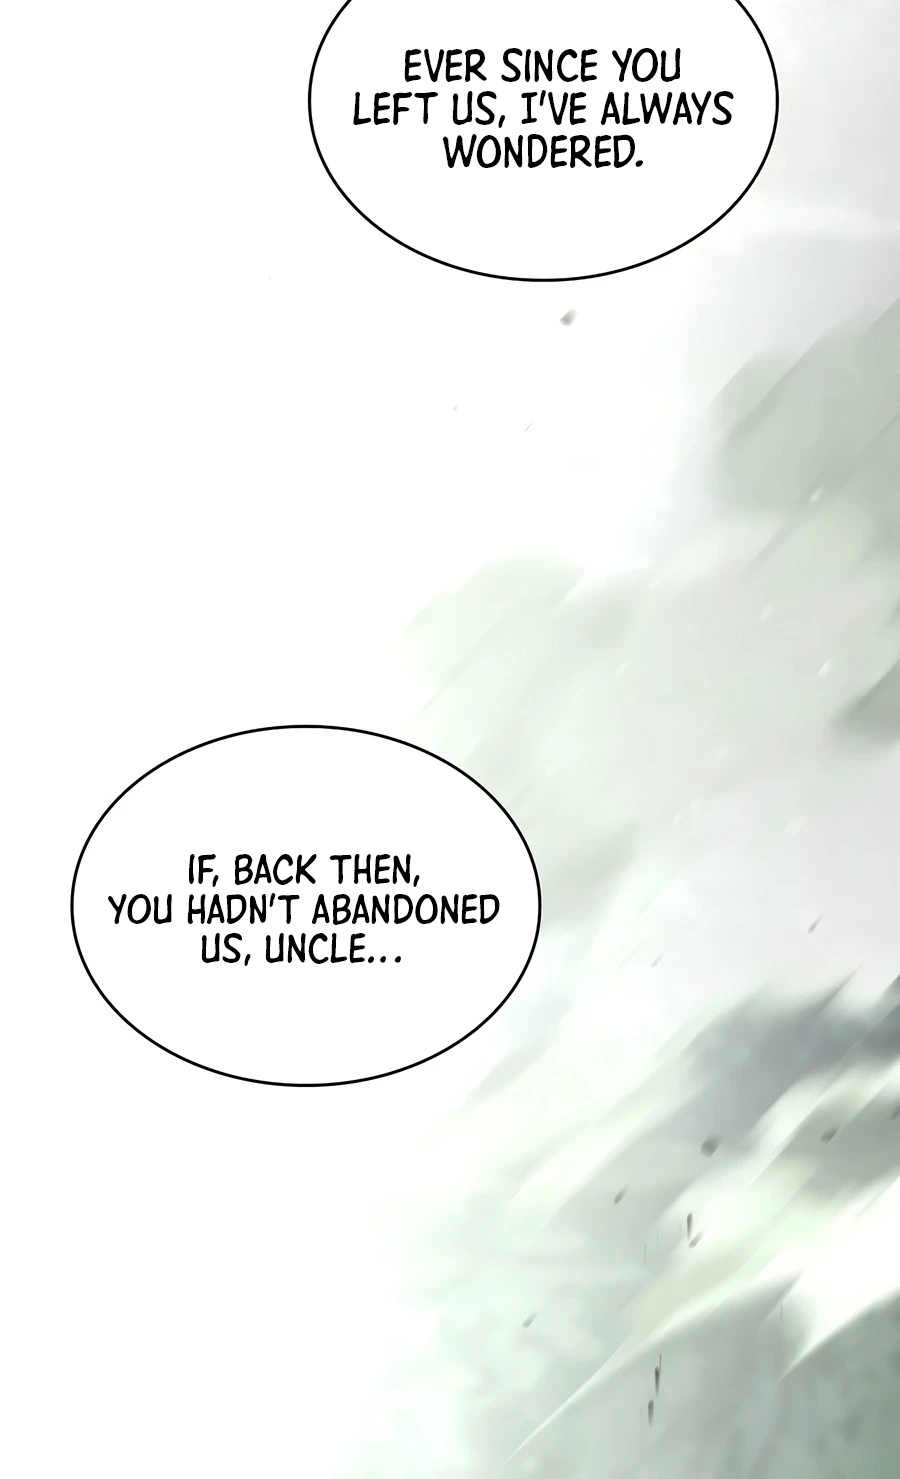 EVER SINCE YOU
LEFT US, I'VE ALWAYS
WONDERED.
IF, BACK THEN,
YOU HADN'T ABANDONED
US, UNCLE...